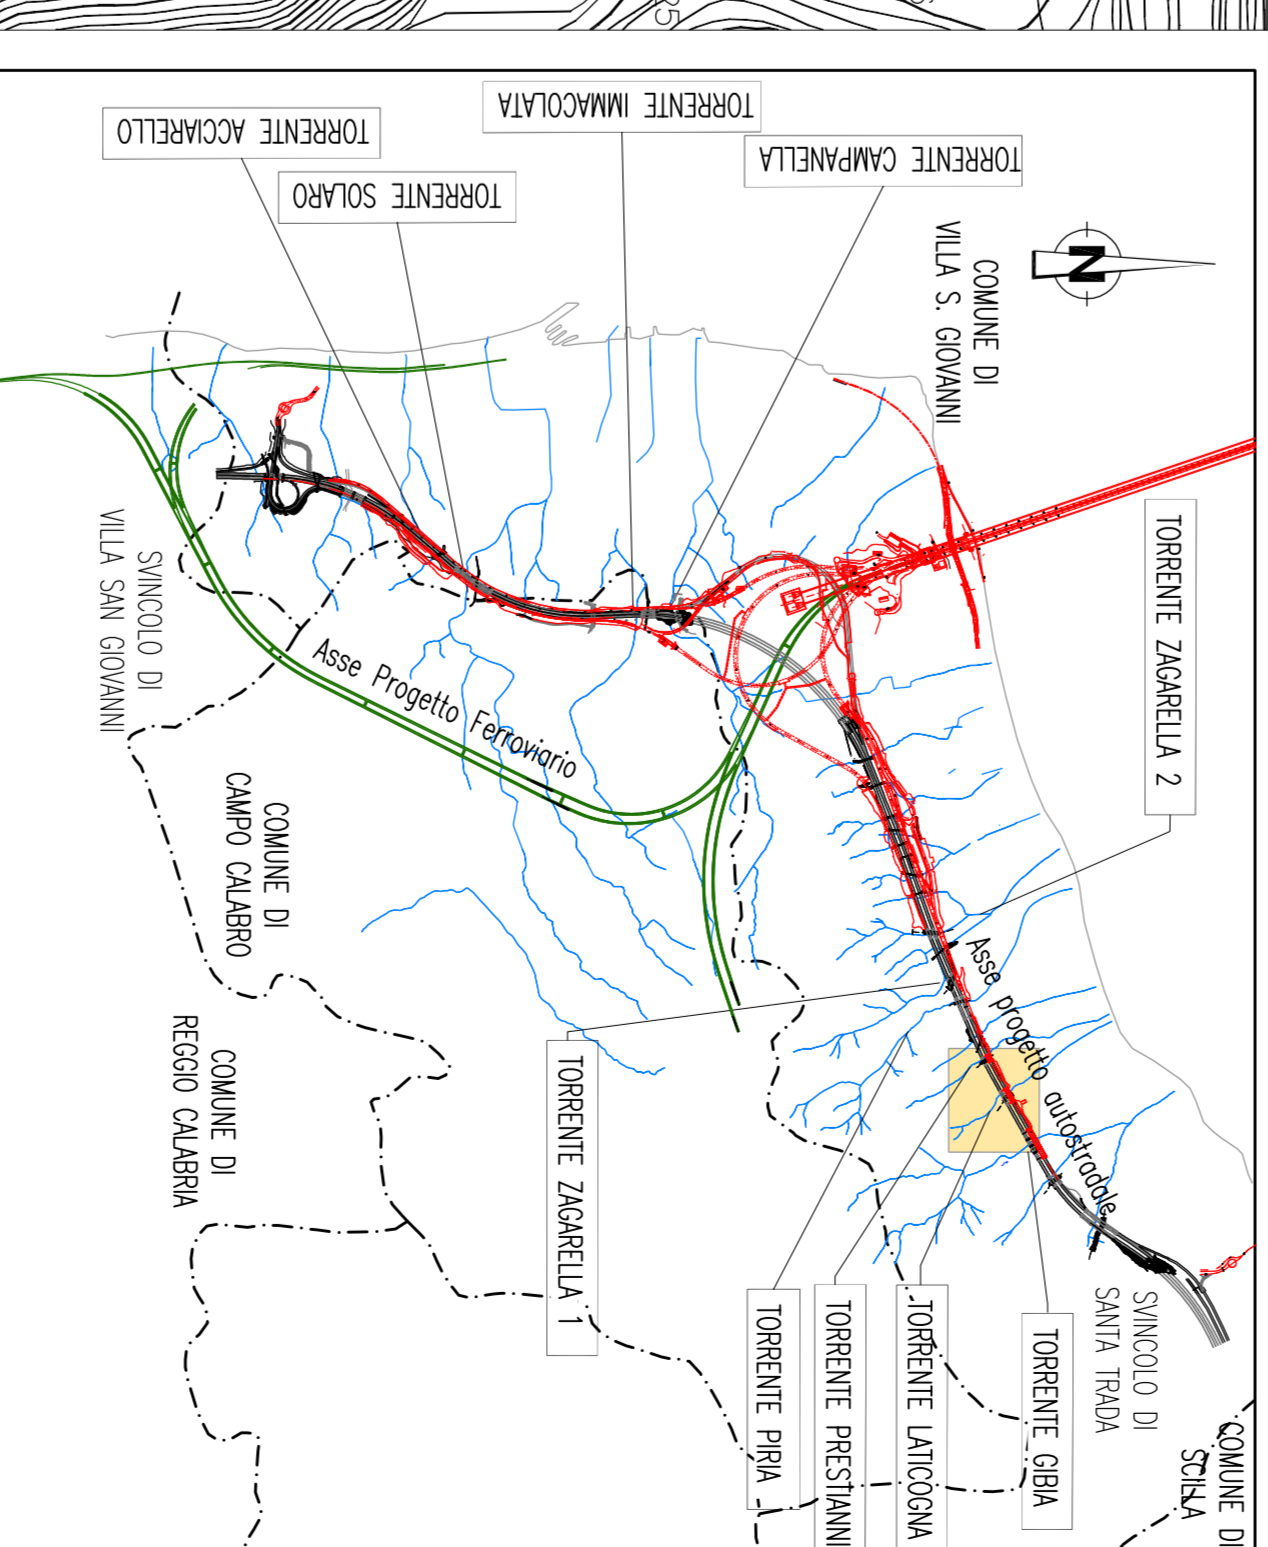 TORRENTE ACCIARELLO
TORRENTE IMMACOLATA
TORRENTE SOLARO
TORRENTE CAMPANELLA
COMUNE DI
VILLA S. GIOVANNI
N
TORRENTE ZAGARELLA 2
SVINCOLO DI
VILLA SAN GIOVANNI
Asse Progetto Ferroviario
COMUNE DI
CAMPO CALABRO
Asse progetto autostradale
COMUNE DI
REGGIO CALABRIA
TORRENTE ZAGARELLA 1
TORRENTE PIRIA
TORRENTE PRESTIANNI
TORRENTE LATICOGNA
TORRENTE GIBIA
SVINCOLO DI
SANTA TRADA
COMUNE DI
SCILLA